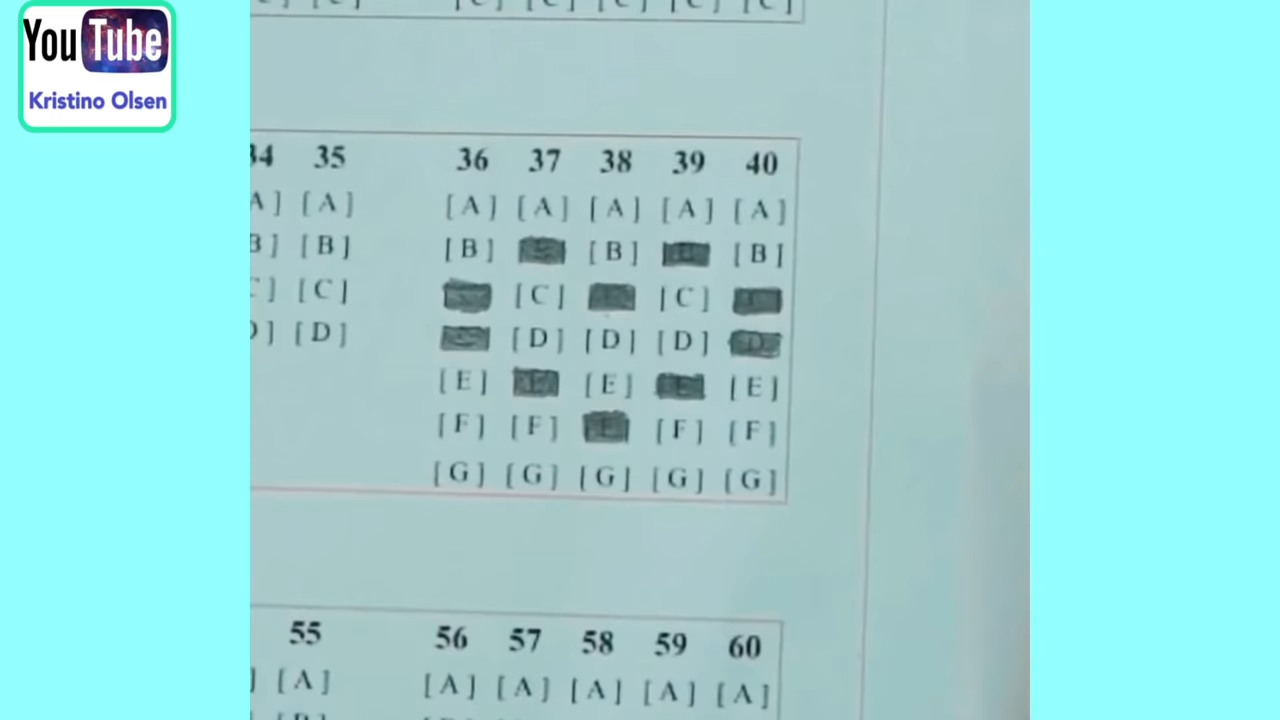 YouTube
Kristino Olsen
[C] [C] [C] [C] [C]
34 35 36 37 38 39 40
A] [A] [A] [A] [A] [A] [A]
B] [B] [B] [B] [B]
C] [C] [C] [C]
D] [D] [D] [D] [D] D
[E] [E] [E]
[F] [F] [F] [F]
[G] [G] [G] [G] [G]
55 56 57 58 59 60
] [A] [A] [A] [A] [A] [A]